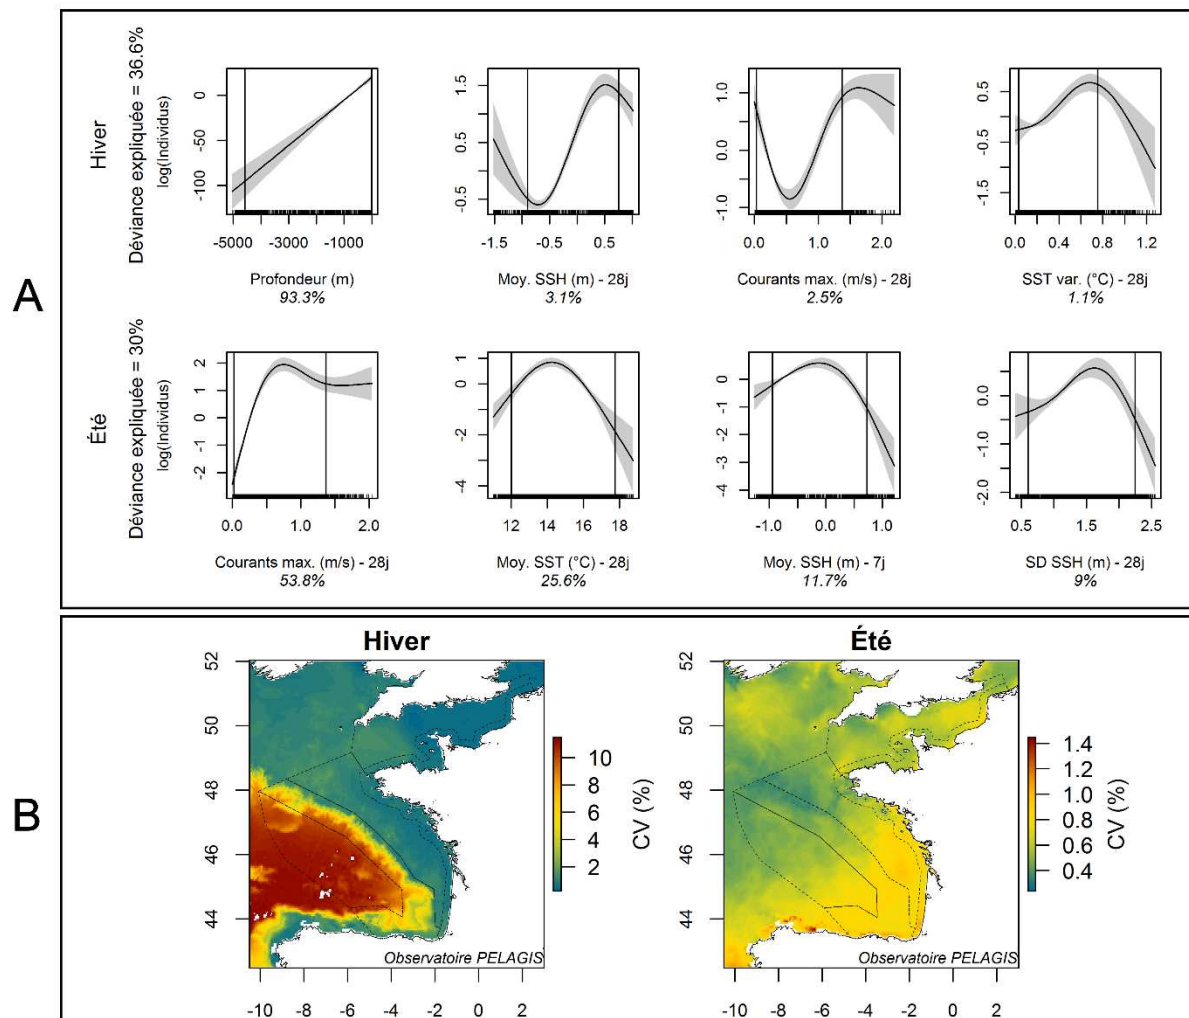 A
Hiver
Déviance expliquée = 36.6%
log(Individus)
0
-50
-100
-5000 -3000 -1000
Profondeur (m)
93.3%
1.5
0.5
-0.5
-1.5 -0.5 0.5
Moy. SSH (m) - 28j
3.1%
1.0
0.0
-1.0
0.0 1.0 2.0
Courants max. (m/s) - 28j
2.5%
0.5
-0.5
-1.5
0.0 0.4 0.8 1.2
SST var. (°C) - 28j
1.1%
Été
Déviance expliquée = 30%
log(Individus)
2
1
0
-1
-2
0.0 1.0 2.0
Courants max. (m/s) - 28j
53.8%
1
0
-2
-4
12 14 16 18
Moy. SST (°C) - 28j
25.6%
0
-1
-2
-3
-4
-1.0 0.0 1.0
Moy. SSH (m) - 7j
11.7%
0.0
-1.0
-2.0
0.5 1.5 2.5
SD SSH (m) - 28j
9%
B
Hiver
52
50
48
46
44
-10 -8 -6 -4 -2 0 2
Observatoire PELAGIS
10
8
6
4
2
CV (%)
Été
52
50
48
46
44
-10 -8 -6 -4 -2 0 2
Observatoire PELAGIS
1.4
1.2
1.0
0.8
0.6
0.4
CV (%)